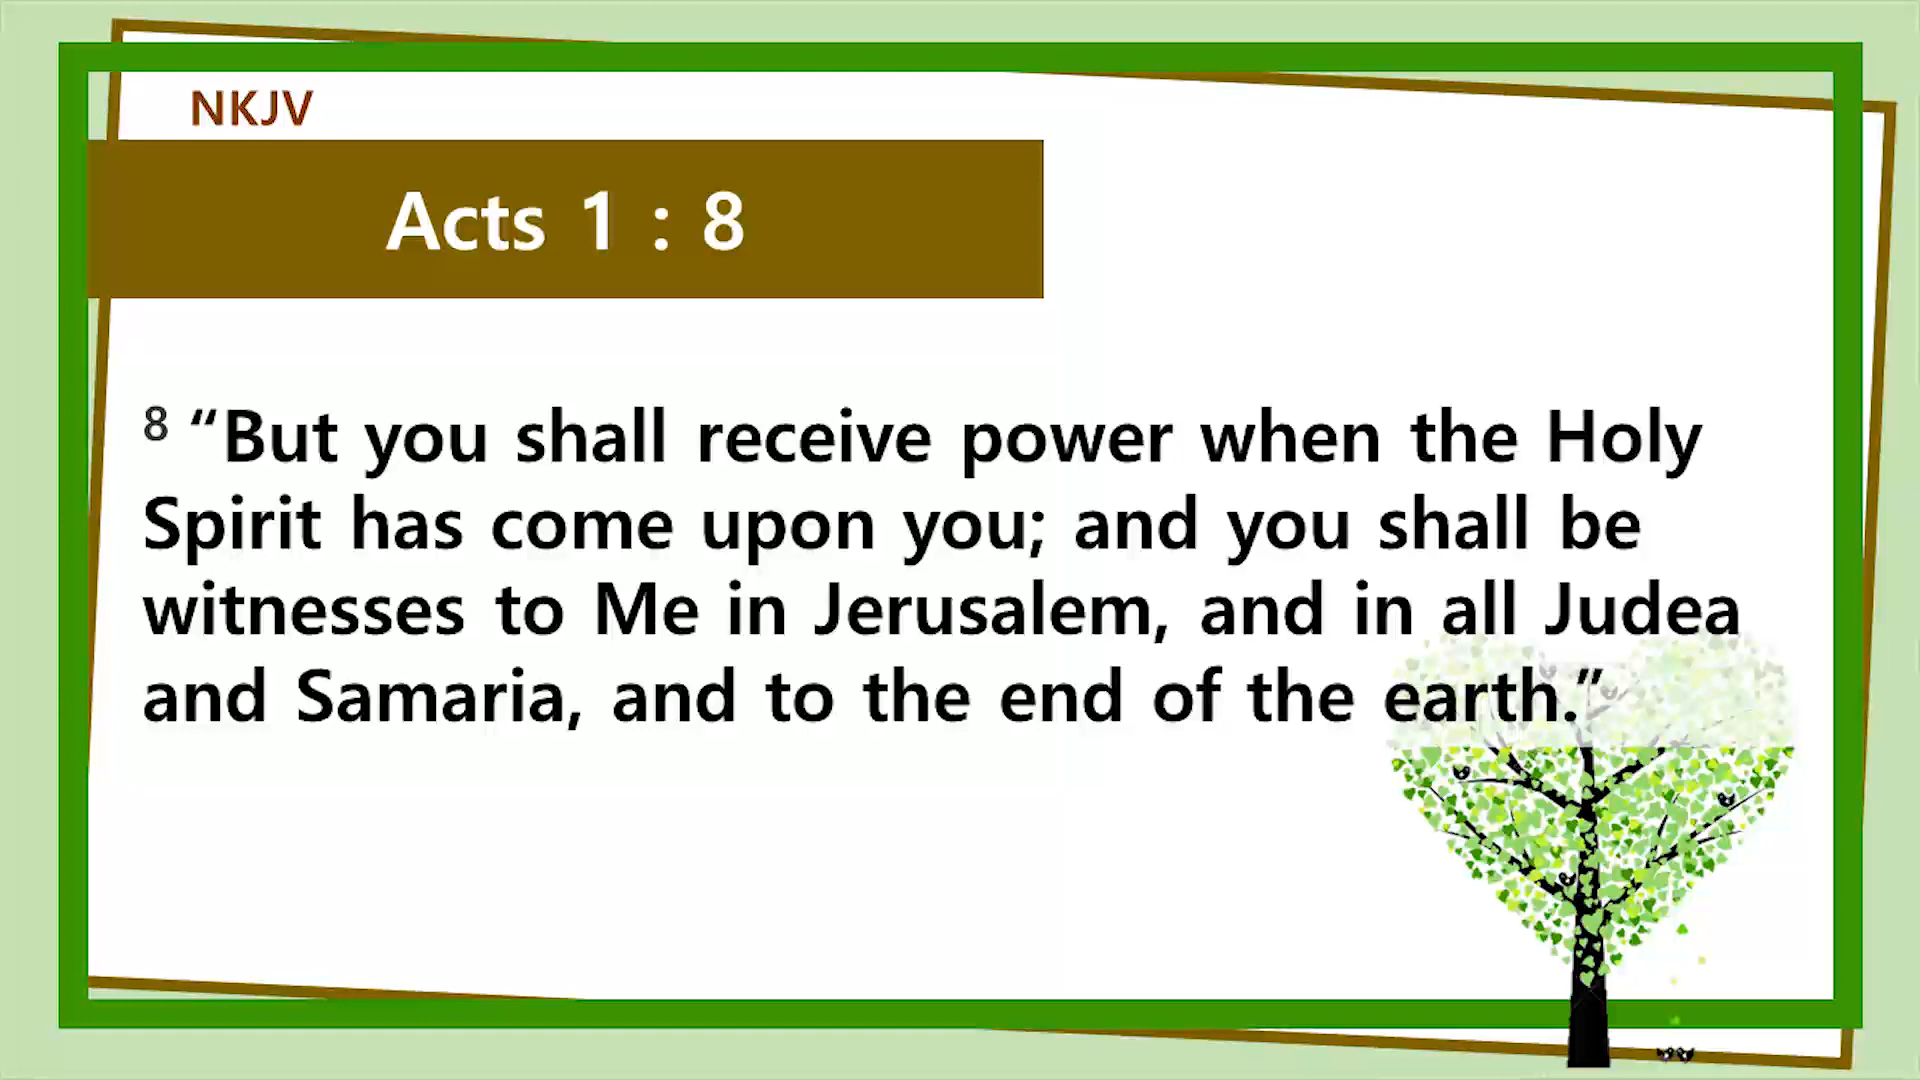 NKJV
Acts 1 : 8
8 “But you shall receive power when the Holy
Spirit has come upon you; and you shall be
witnesses to Me in Jerusalem, and in all Judea
and Samaria, and to the end of the earth.”